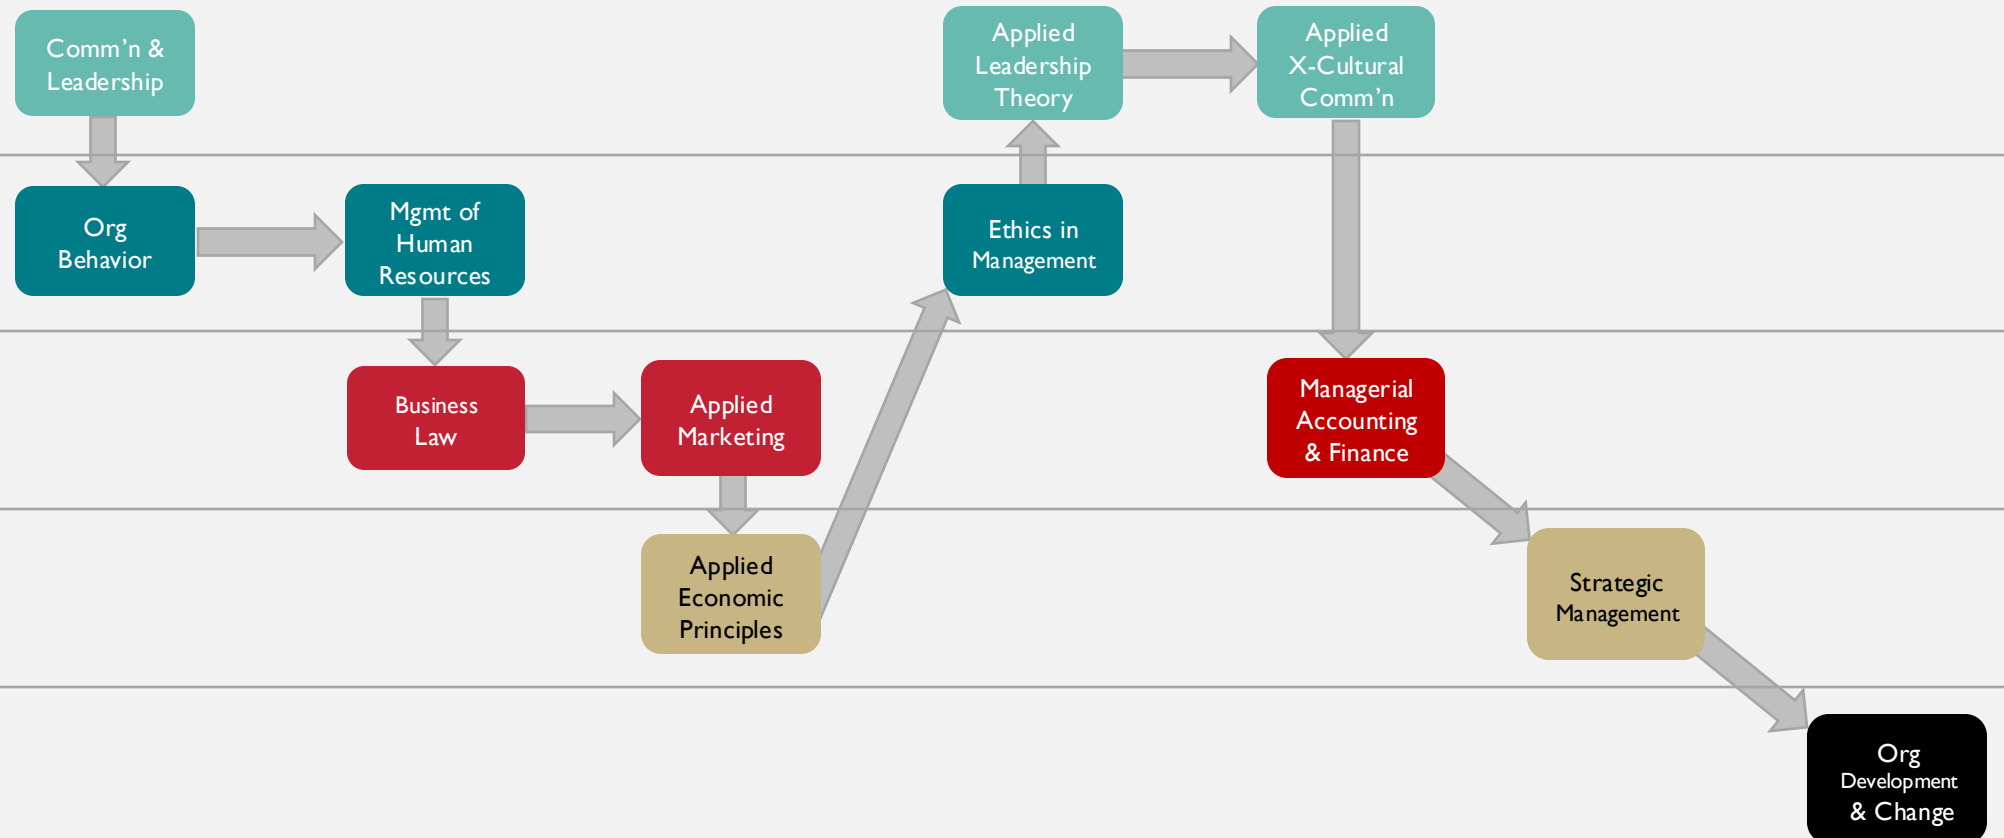 Comm'n &
Leadership
Applied
Leadership
Theory
Applied
X-Cultural
Comm'n
Org
Behavior
Mgmt of
Human
Resources
Ethics in
Management
Business
Law
Applied
Marketing
Managerial
Accounting
& Finance
Applied
Economic
Principles
Strategic
Management
Org
Development
& Change